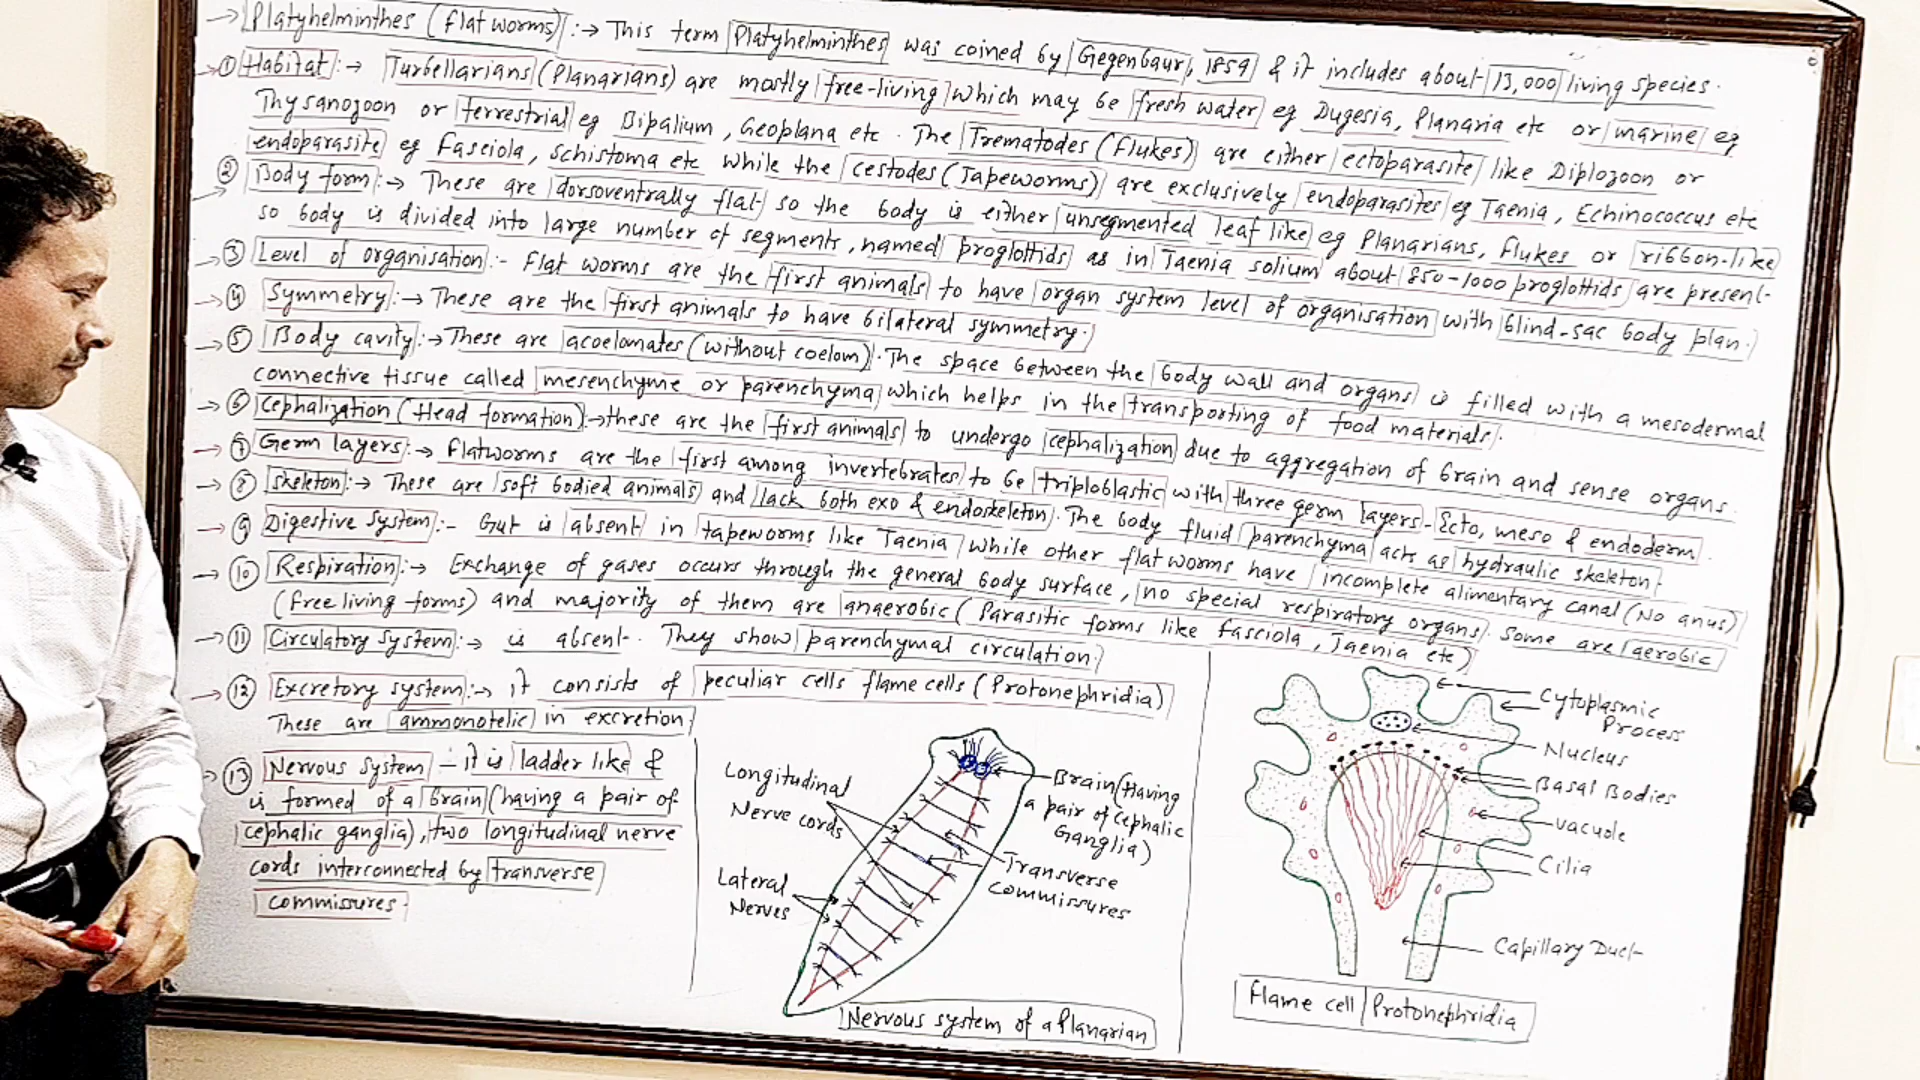 → Platyhelminthes (flat worms) :→ This term Platyhelminthes was coined by Gegenbaur, 1859 & it includes about 13,000 living species.
→ ① Habitat :→ Turbellarians (Planarians) are mostly free-living which may be fresh water eg Dugesia, Planaria etc or marine eg
Thysanozoon or terrestrial eg Bipalium, Geoplana etc. The Trematodes (flukes) are either ectoparasite like Diplozoon or
endoparasite eg Fasciola, Schistoma etc while the cestodes (Tapeworms) are exclusively endoparasites eg Taenia, Echinococcus etc
→ ② Body form :→ These are dorsoventrally flat so the body is either unsegmented leaf like eg Planarians, flukes or ribbon-like
so body is divided into large number of segments, named proglottids as in Taenia solium about 850-1000 proglottids are present.
→ ③ Level of organisation :- Flat worms are the first animals to have organ system level of organisation with blind-sac body plan.
→ ④ Symmetry :→ These are the first animals to have bilateral symmetry.
→ ⑤ Body cavity :→ These are acoelomates (without coelom). The space between the body wall and organs is filled with a mesodermal
connective tissue called mesenchyme or parenchyma which helps in the transporting of food materials.
→ ⑥ Cephalization (Head formation) :→ these are the first animals to undergo cephalization due to aggregation of brain and sense organs.
→ ⑦ Germ layers :→ flatworms are the first among invertebrates to be triploblastic with three germ layers - Ecto, meso & endoderm.
→ ⑧ Skeleton :→ These are soft bodied animals and lack both exo & endoskeleton. The body fluid parenchyma acts as hydraulic skeleton.
→ ⑨ Digestive system :- Gut is absent in tapeworms like Taenia while other flat worms have incomplete alimentary canal (No anus)
→ ⑩ Respiration :→ Exchange of gases occurs through the general body surface, no special respiratory organs. Some are aerobic
(free living forms) and majority of them are anaerobic (Parasitic forms like fasciola, Taenia etc)
→ ⑪ Circulatory system :→ is absent. They show parenchymal circulation.
→ ⑫ Excretory system :→ it consists of peculiar cells flame cells (Protonephridia)
These are ammonotelic in excretion.
→ ⑬ Nervous system - it is ladder like &
is formed of a brain (having a pair of
cephalic ganglia), two longitudinal nerve
cords interconnected by transverse
commissures.
Longitudinal
Nerve cords
Lateral
Nerves
Brain (Having
a pair of Cephalic
Ganglia)
Transverse
commissures
Nervous system of a Planarian
Cytoplasmic
Process
Nucleus
Basal Bodies
vacuole
Cilia
Capillary Duct
Flame cell | Protonephridia